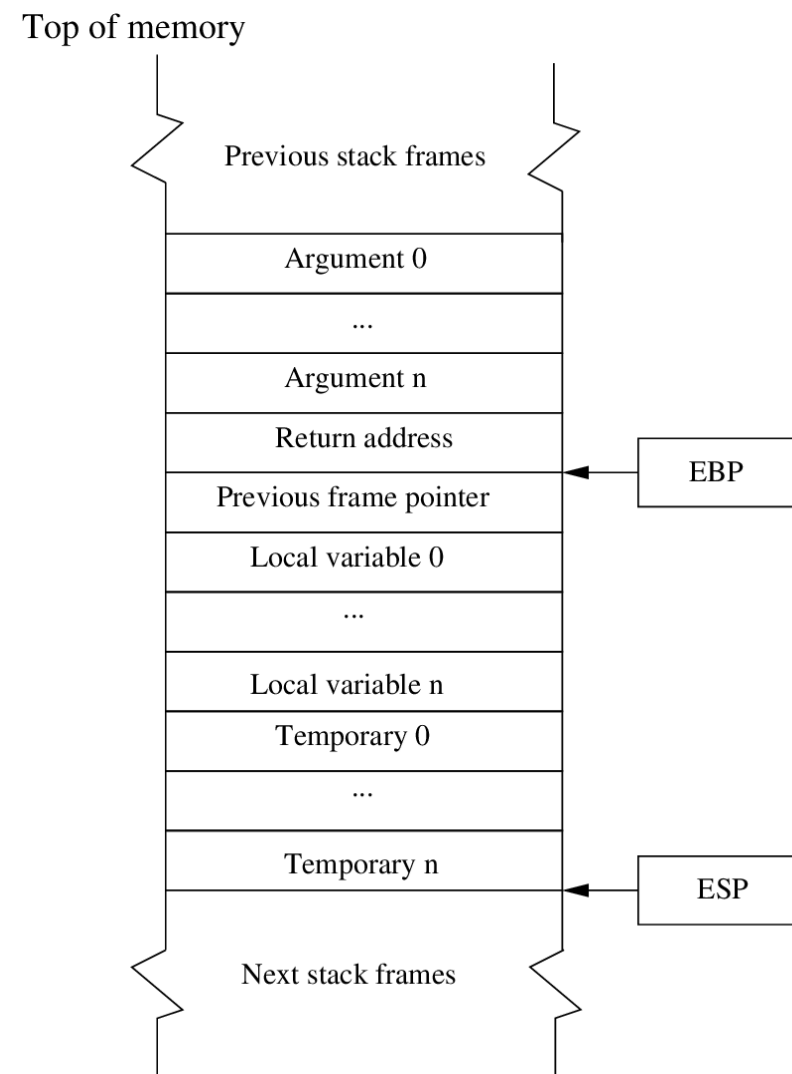 Top of memory
Previous stack frames
Argument 0
...
Argument n
Return address
EBP
Previous frame pointer
Local variable 0
...
Local variable n
Temporary 0
...
Temporary n
ESP
Next stack frames